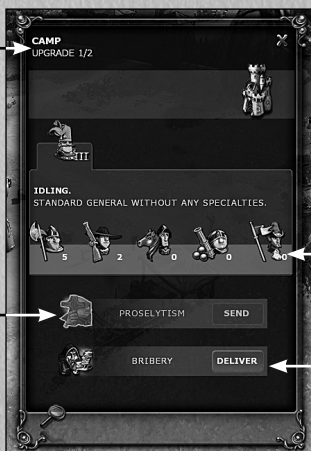 CAMP
UPGRADE 1/2
III
IDLING.
STANDARD GENERAL WITHOUT ANY SPECIALTIES.
5 2 0 0 0
PROSELYTISM SEND
BRIBERY DELIVER